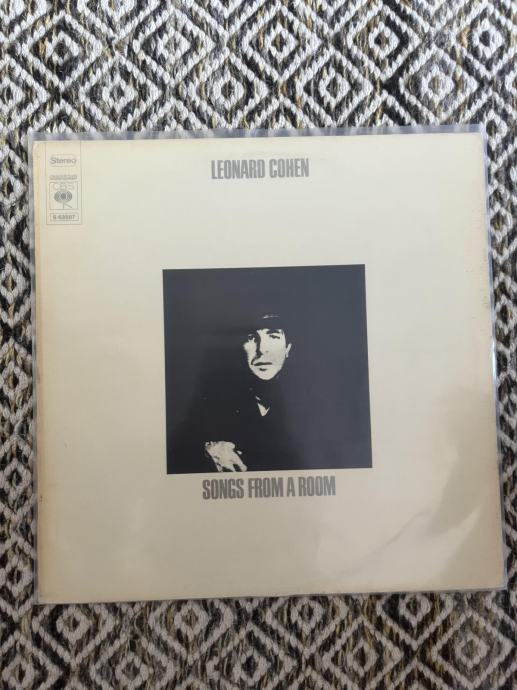 Stereo
LEONARD COHEN
CBS
S 63587
SONGS FROM A ROOM